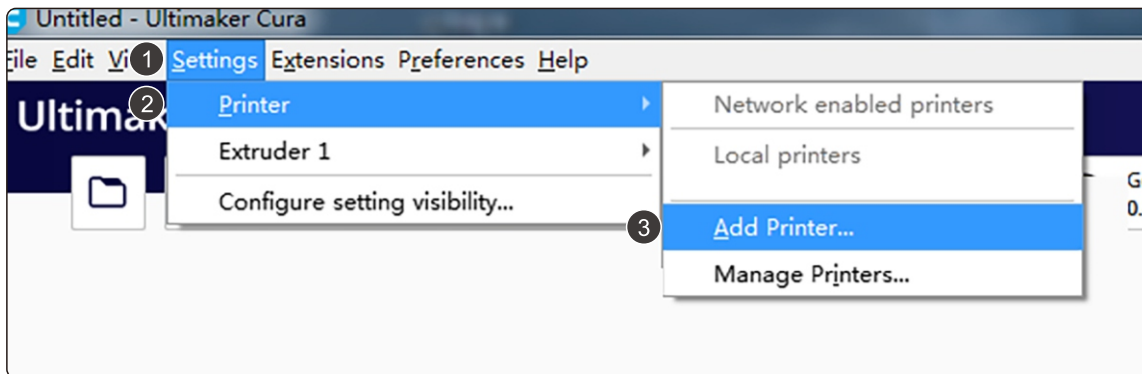 Untitled - Ultimaker Cura
File Edit 1 Settings Extensions Preferences Help
2 Printer
Extruder 1
Configure setting visibility...
Network enabled printers
Local printers
3 Add Printer...
Manage Printers...
G
0.